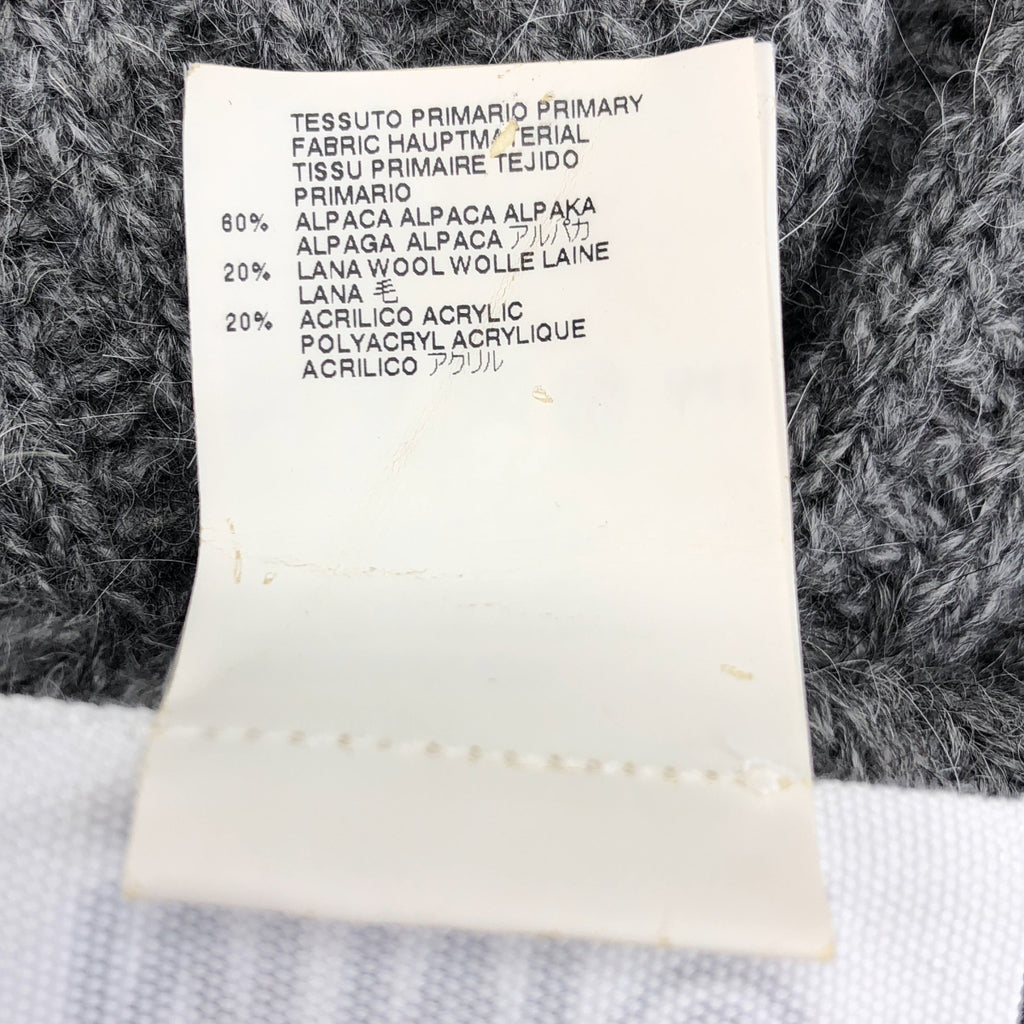 TESSUTO PRIMARIO PRIMARY
FABRIC HAUPTMATERIAL
TISSU PRIMAIRE TEJIDO
PRIMARIO
60% ALPACA ALPACA ALPAKA
ALPAGA ALPACA アルパカ
20% LANA WOOL WOLLE LAINE
LANA 毛
20% ACRILICO ACRYLIC
POLYACRYL ACRYLIQUE
ACRILICO アクリル